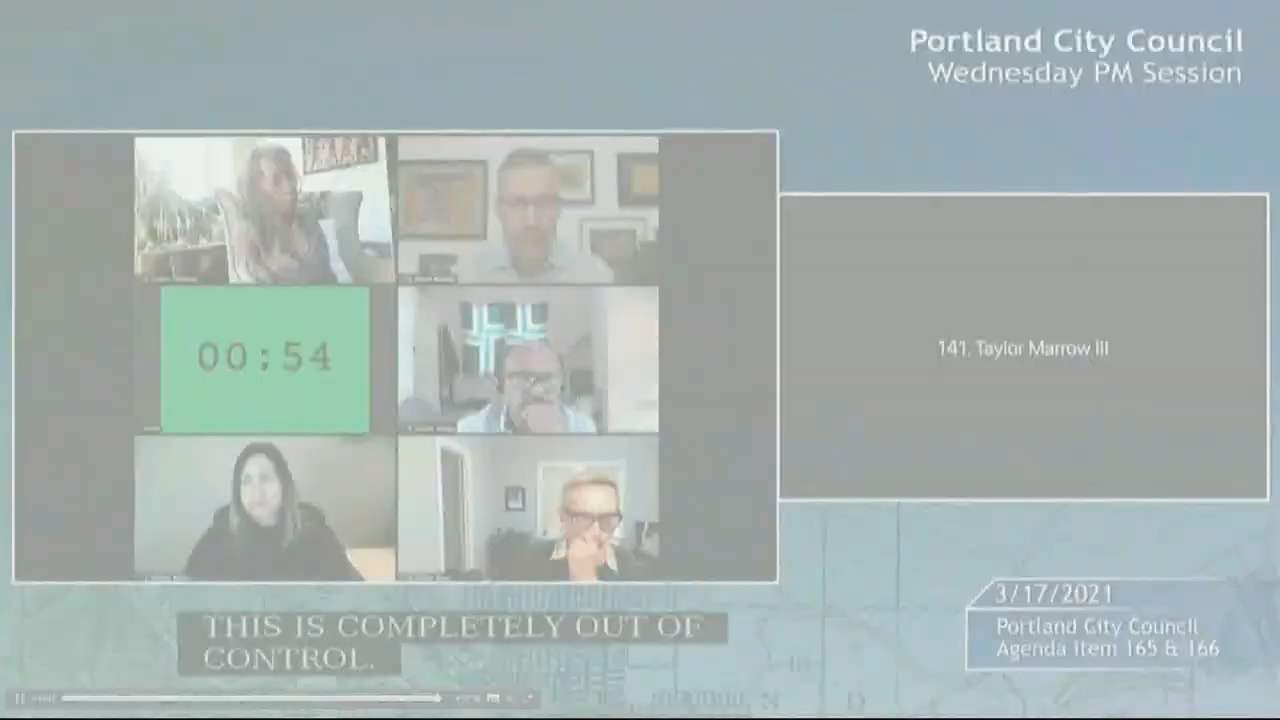 Portland City Council
Wednesday PM Session
00:54
141. Taylor Marrow III
3/17/2021
Portland City Council
Agenda Item 165 & 166
THIS IS COMPLETELY OUT OF
CONTROL.